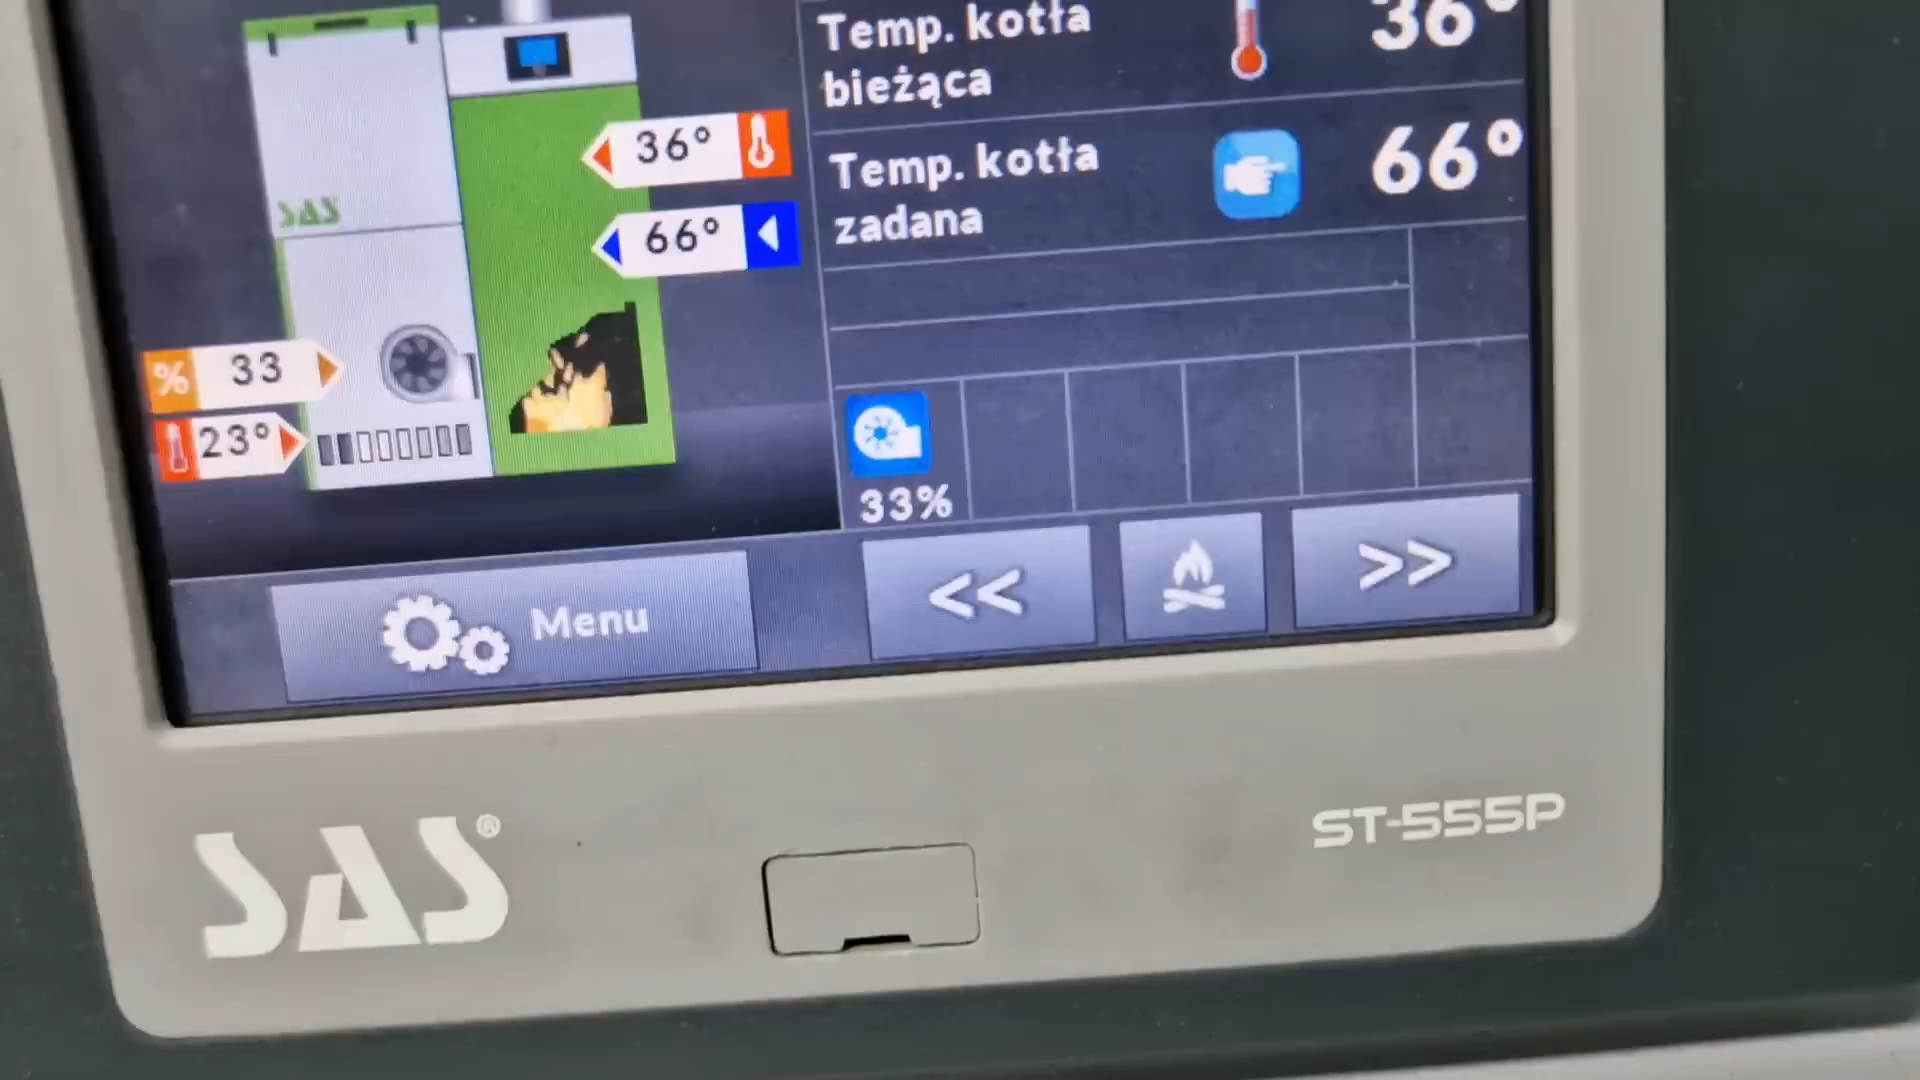 Temp. kotła
bieżąca
36°
36°
Temp. kotła
zadana
66°
66°
SAS
% 33
23°
33%
Menu
<<
>>
SAS®
ST-555P